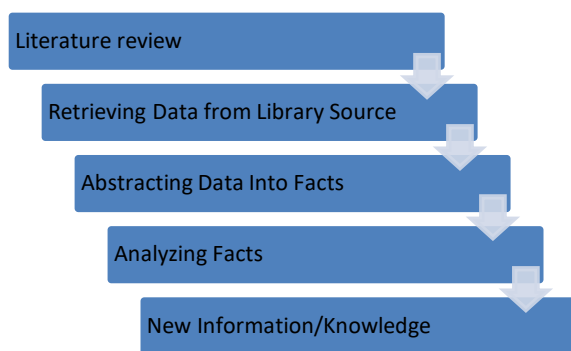 Literature review
Retrieving Data from Library Source
Abstracting Data Into Facts
Analyzing Facts
New Information/Knowledge